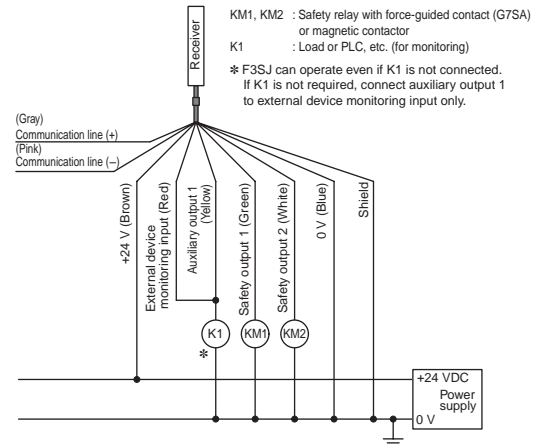 Receiver
KM1, KM2 : Safety relay with force-guided contact (G7SA)
or magnetic contactor
K1 : Load or PLC, etc. (for monitoring)
* F3SJ can operate even if K1 is not connected.
If K1 is not required, connect auxiliary output 1
to external device monitoring input only.
(Gray)
Communication line (+)
(Pink)
Communication line (−)
+24 V (Brown)
External device
monitoring input (Red)
Auxiliary output 1
(Yellow)
Safety output 1 (Green)
Safety output 2 (White)
0 V (Blue)
Shield
K1
*
KM1
KM2
+24 VDC
Power
supply
0 V